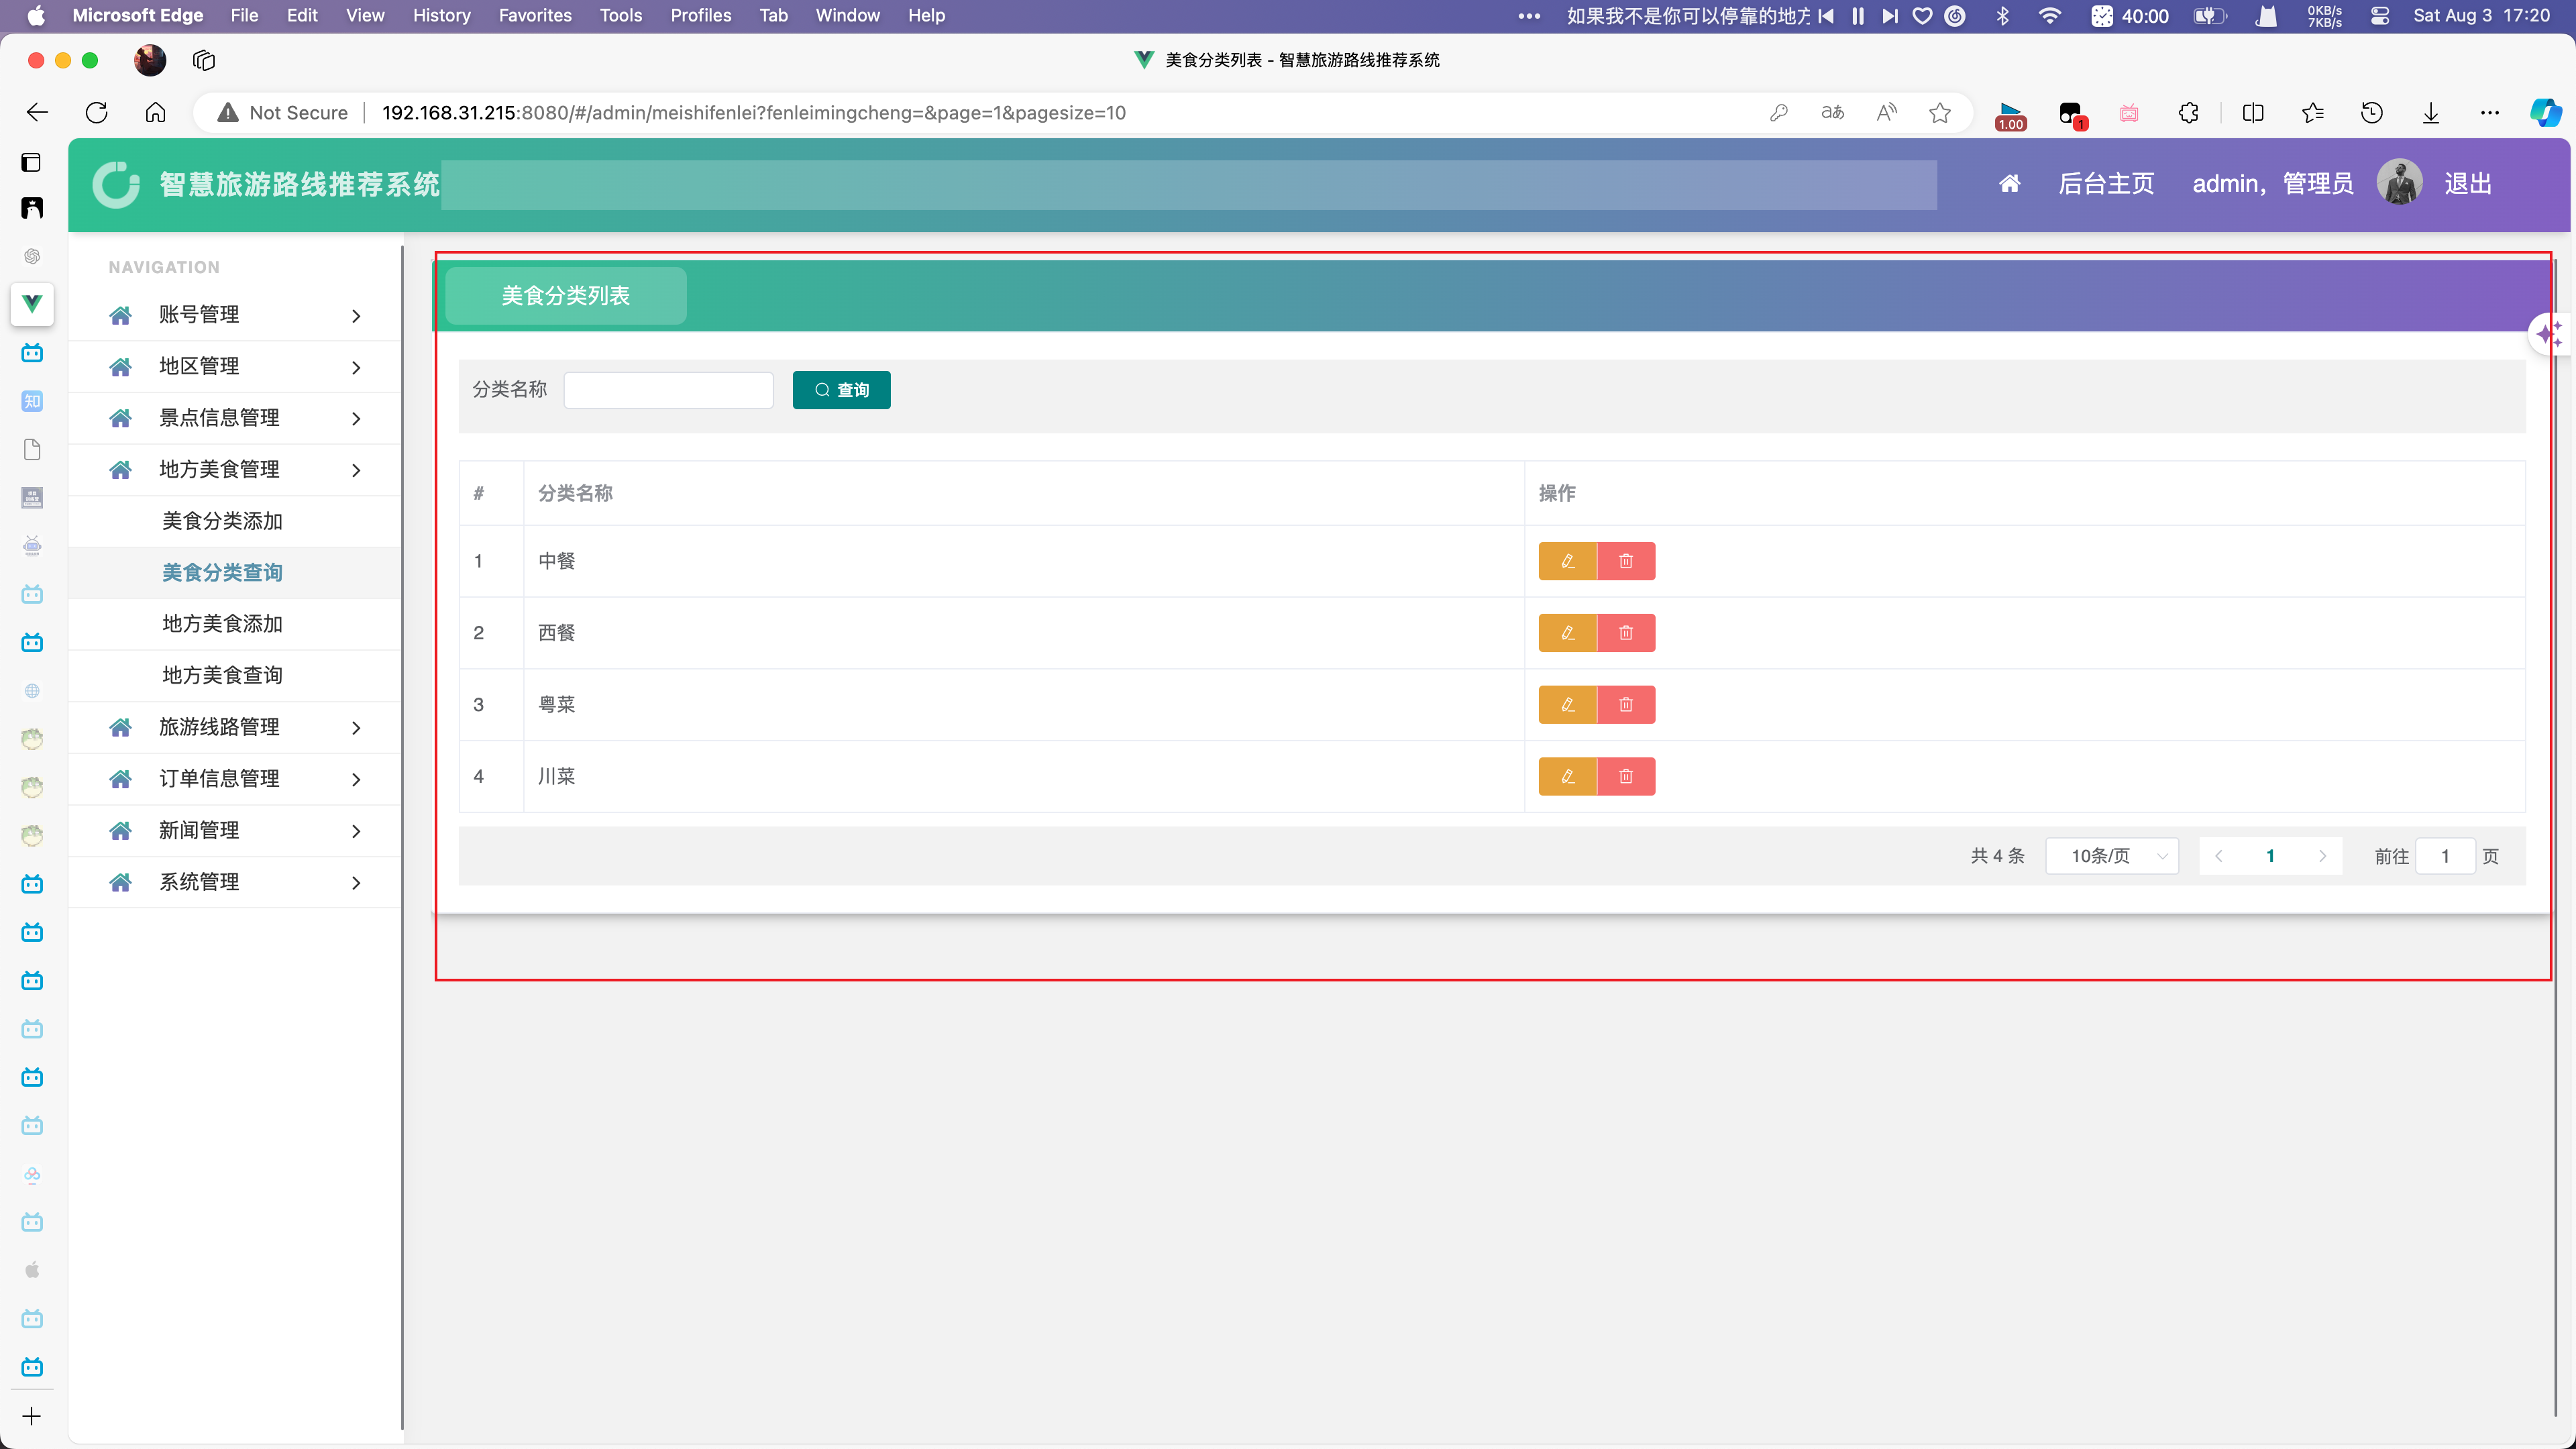 Microsoft Edge File Edit View History Favorites Tools Profiles Tab Window Help ••• 如果我不是你可以停靠的地方 40:00 0KB/s 7KB/s Sat Aug 3 17:20
美食分类列表 - 智慧旅游路线推荐系统
Not Secure 192.168.31.215:8080/#/admin/meishifenlei?fenleimingcheng=&page=1&pagesize=10 1.00 1
智慧旅游路线推荐系统 后台主页 admin，管理员 退出
NAVIGATION
账号管理
地区管理
景点信息管理
地方美食管理
美食分类添加
美食分类查询
地方美食添加
地方美食查询
旅游线路管理
订单信息管理
新闻管理
系统管理
美食分类列表
分类名称 查询
# 分类名称 操作
1 中餐
2 西餐
3 粤菜
4 川菜
共 4 条 10条/页 1 前往 1 页